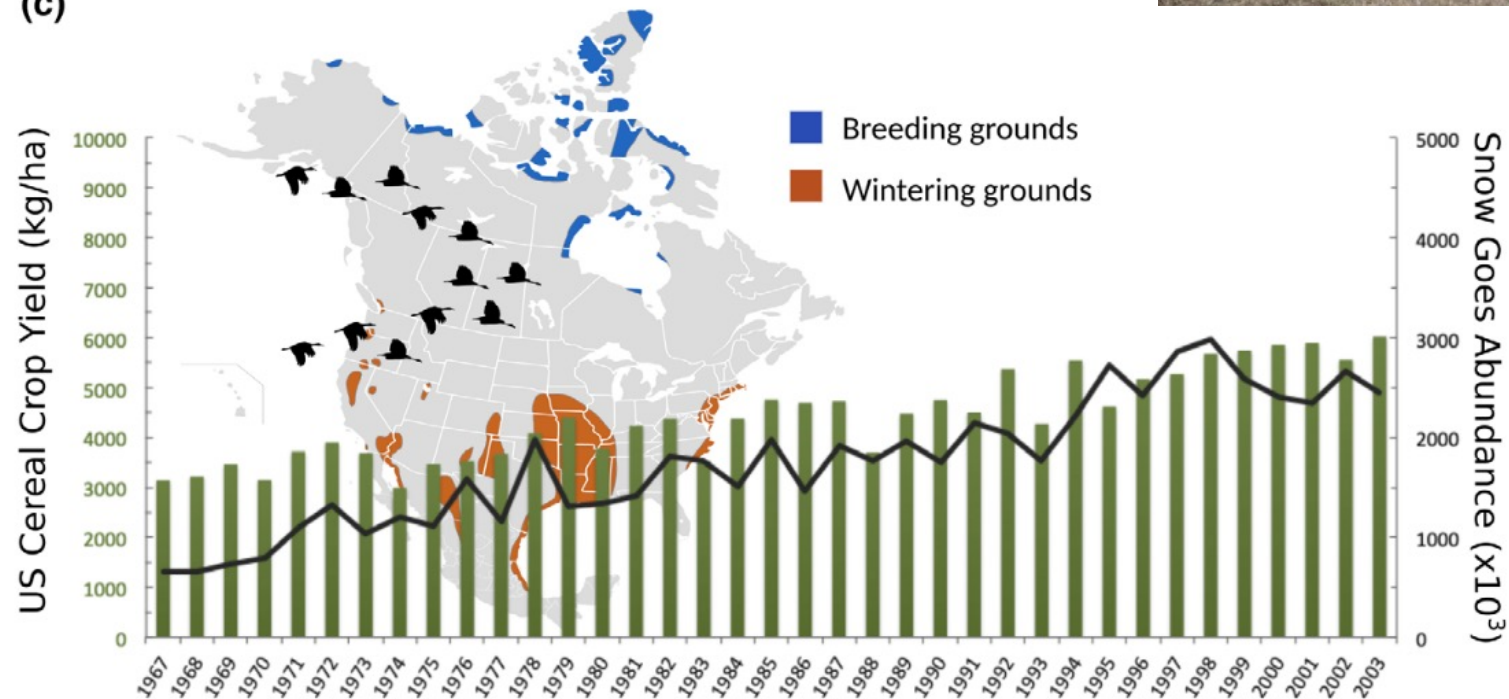 (c)
US Cereal Crop Yield (kg/ha)
10000
9000
8000
7000
6000
5000
4000
3000
2000
1000
0
Breeding grounds
Wintering grounds
5000
4000
3000
2000
1000
0
Snow Goes Abundance (x10³)
1967 1968 1969 1970 1971 1972 1973 1974 1975 1976 1977 1978 1979 1980 1981 1982 1983 1984 1985 1986 1987 1988 1989 1990 1991 1992 1993 1994 1995 1996 1997 1998 1999 2000 2001 2002 2003